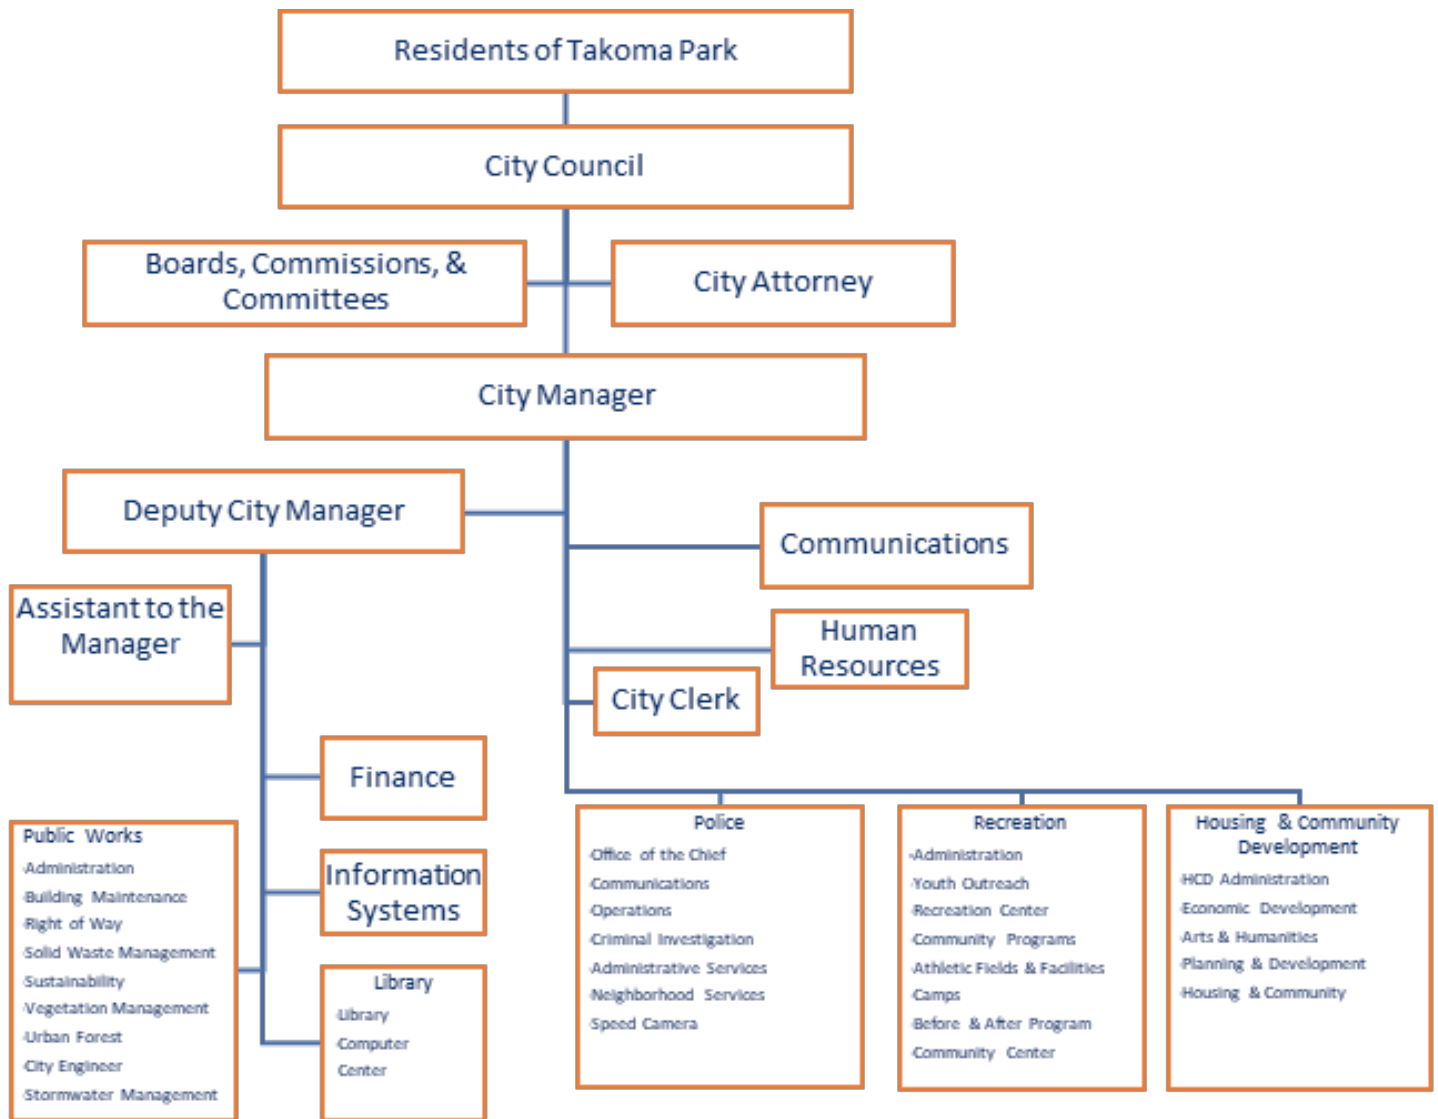 Residents of Takoma Park
City Council
Boards, Commissions, &
Committees
City Attorney
City Manager
Deputy City Manager
Communications
Assistant to the
Manager
Human
Resources
City Clerk
Finance
Information
Systems
Public Works
·Administration
·Building Maintenance
·Right of Way
·Solid Waste Management
·Sustainability
·Vegetation Management
·Urban Forest
·City Engineer
·Stormwater Management
Library
·Library
·Computer
Center
Police
·Office of the Chief
·Communications
·Operations
·Criminal Investigation
·Administrative Services
·Neighborhood Services
·Speed Camera
Recreation
·Administration
·Youth Outreach
·Recreation Center
·Community Programs
·Athletic Fields & Facilities
·Camps
·Before & After Program
·Community Center
Housing & Community
Development
·HCD Administration
·Economic Development
·Arts & Humanities
·Planning & Development
·Housing & Community